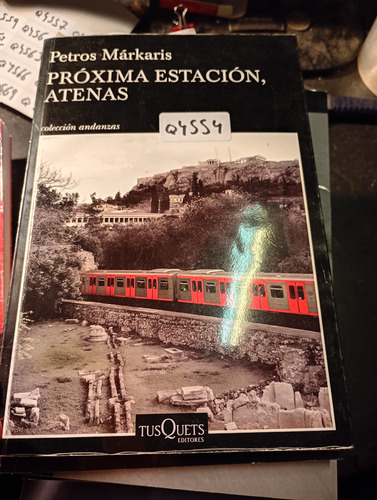 Petros Márkaris
PRÓXIMA ESTACIÓN,
ATENAS
colección andanzas
Q4554
TUSQUETS
EDITORES